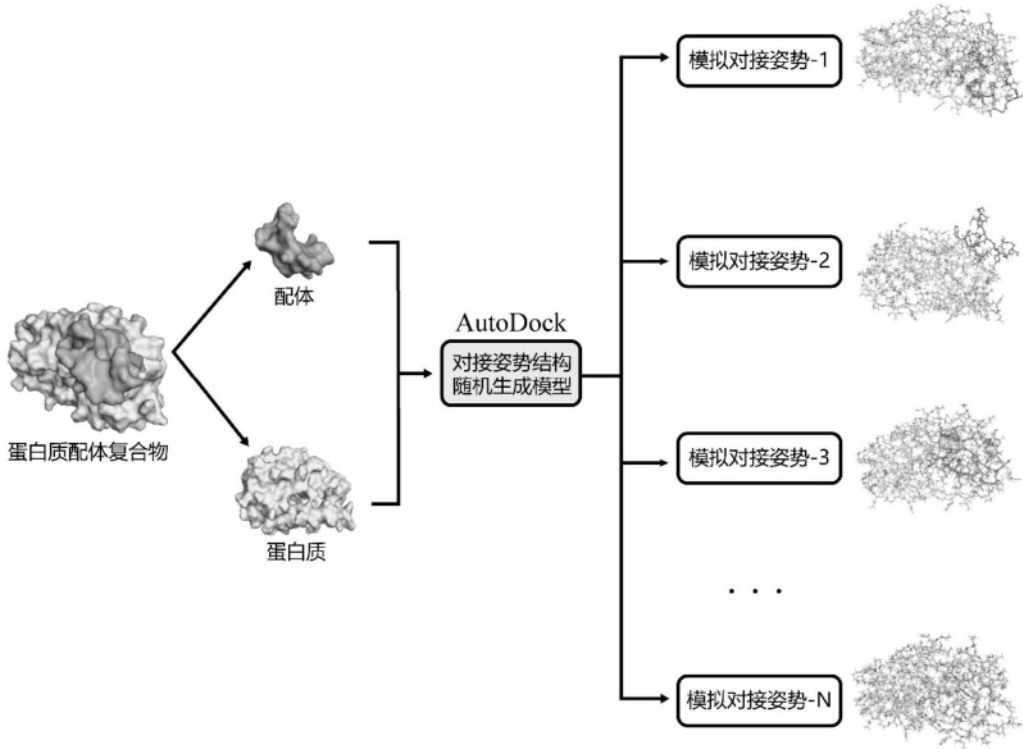 蛋白质配体复合物
配体
蛋白质
AutoDock
对接姿势结构
随机生成模型
模拟对接姿势-1
模拟对接姿势-2
模拟对接姿势-3
· · ·
模拟对接姿势-N